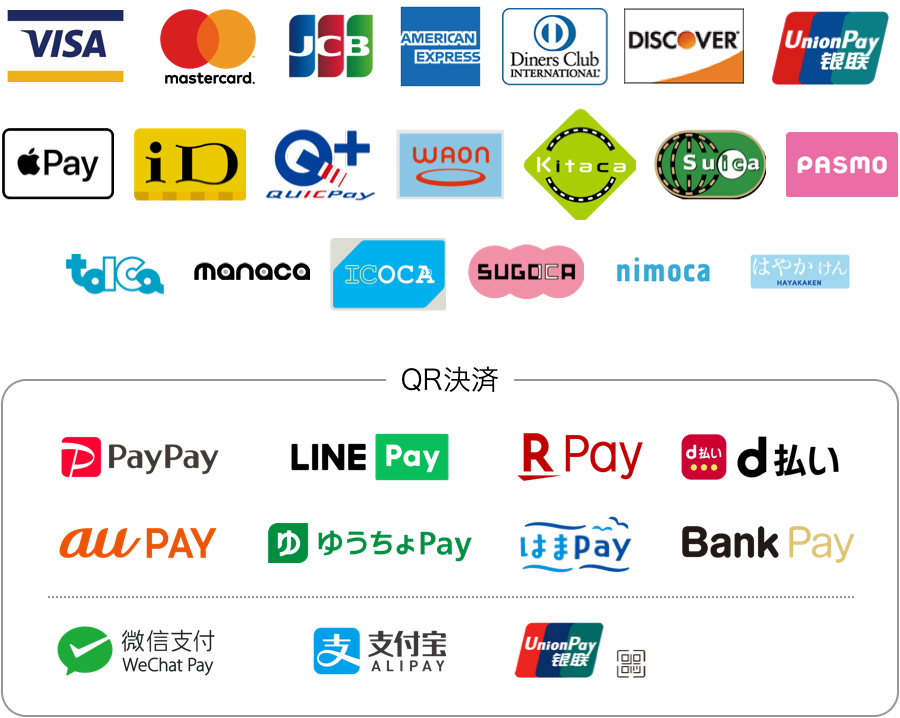 VISA
mastercard.
JCB
AMERICAN
EXPRESS
Diners Club
INTERNATIONAL®
DISCOVER®
UnionPay
银联
Pay
iD
Q+
QUICPay
WAON
Kitaca
Suica
PASMO
toICa
manaca
ICOCA
SUGOCA
nimoca
はやかけん
HAYAKAKEN
QR決済
PayPay
LINE Pay
R Pay
d払い
d払い
au PAY
ゆ ゆうちょPay
はまPay
Bank Pay
微信支付
WeChat Pay
支 支付宝
ALIPAY
UnionPay
银联